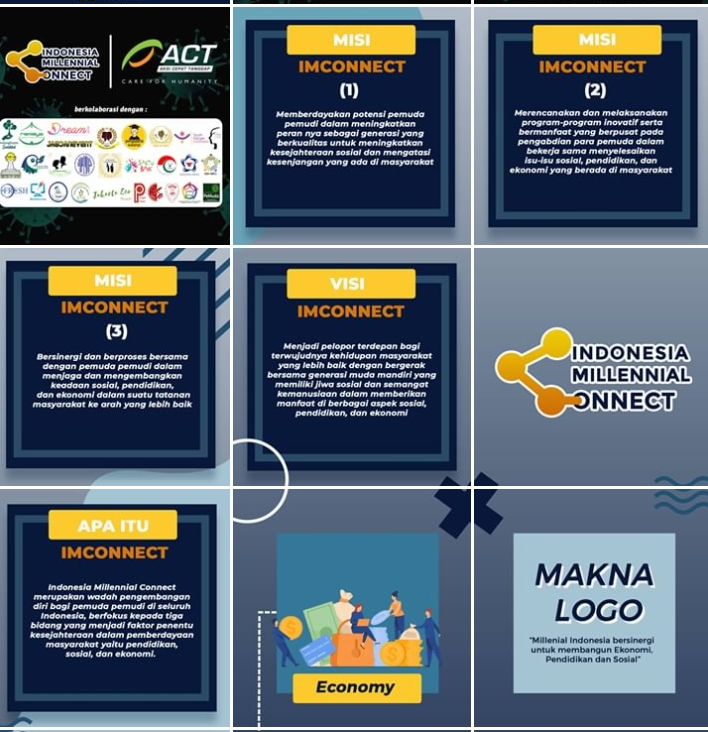 INDONESIA
MILLENNIAL
ONNECT
ACT
AKSI CEPAT TANGGAP
CARE FOR HUMANITY
berkolaborasi dengan :
Dream
FRESH
MISI
IMCONNECT
(1)
Memberdayakan potensi pemuda
pemudi dalam meningkatkan
peran nya sebagai generasi yang
berkualitas untuk meningkatkan
kesejahteraan sosial dan mengatasi
kesenjangan yang ada di masyarakat
MISI
IMCONNECT
(2)
Merencanakan dan melaksanakan
program-program inovatif serta
bermanfaat yang berpusat pada
pengabdian para pemuda dalam
bekerja sama menyelesaikan
isu-isu sosial, pendidikan, dan
ekonomi yang berada di masyarakat
MISI
IMCONNECT
(3)
Bersinergi dan berproses bersama
dengan pemuda pemudi dalam
menjaga dan mengembangkan
keadaan sosial, pendidikan,
dan ekonomi dalam suatu tatanan
masyarakat ke arah yang lebih baik
VISI
IMCONNECT
Menjadi pelopor terdepan bagi
terwujudnya kehidupan masyarakat
yang lebih baik dengan bergerak
bersama generasi muda mandiri yang
memiliki jiwa sosial dan semangat
kemanusiaan dalam memberikan
manfaat di berbagai aspek sosial,
pendidikan, dan ekonomi
INDONESIA
MILLENNIAL
ONNECT
APA ITU
IMCONNECT
Indonesia Millennial Connect
merupakan wadah pengembangan
diri bagi pemuda pemudi di seluruh
Indonesia, berfokus kepada tiga
bidang yang menjadi faktor penentu
kesejahteraan dalam pemberdayaan
masyarakat yaitu pendidikan,
sosial, dan ekonomi.
Economy
MAKNA
LOGO
"Millenial Indonesia bersinergi
untuk membangun Ekonomi,
Pendidikan dan Sosial"